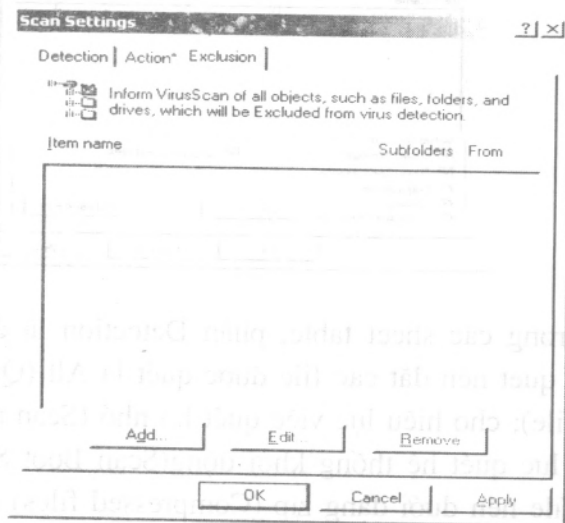 Scan Settings
? ×
Detection Action* Exclusion
Inform VirusScan of all objects, such as files, folders, and
drives, which will be Excluded from virus detection.
Item name Subfolders From
Add... Edit Remove
OK Cancel Apply